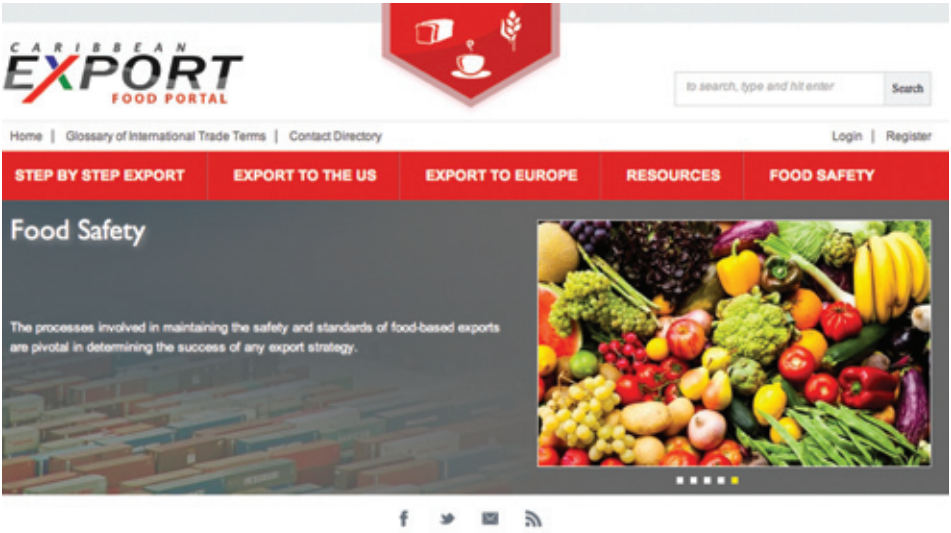 CARIBBEAN
EXPORT
FOOD PORTAL
to search, type and hit enter
Search
Home | Glossary of International Trade Terms | Contact Directory
Login | Register
STEP BY STEP EXPORT
EXPORT TO THE US
EXPORT TO EUROPE
RESOURCES
FOOD SAFETY
Food Safety
The processes involved in maintaining the safety and standards of food-based exports
are pivotal in determining the success of any export strategy.